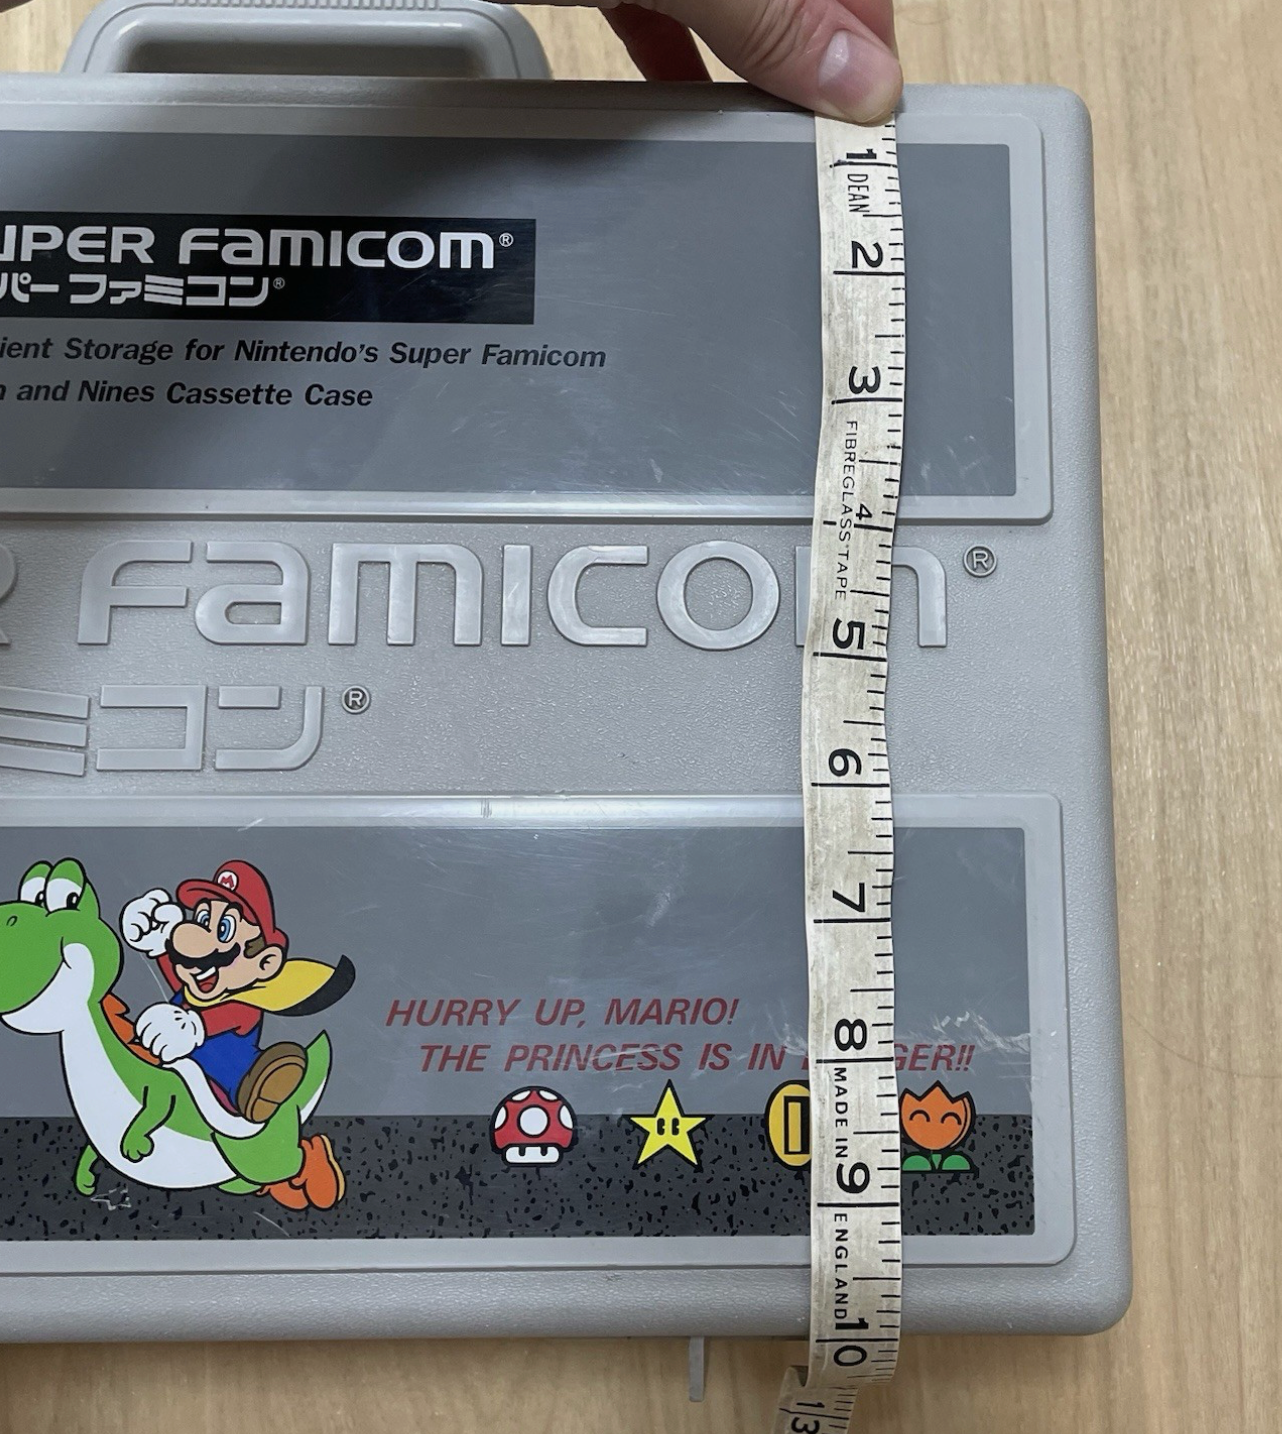 UPER FAMICOM®
パーファミコン®
ient Storage for Nintendo's Super Famicom
and Nines Cassette Case
FAMICOM ®
ミコン®
M
HURRY UP, MARIO!
THE PRINCESS IS IN GER!!
1
DEAN
2
3
FIBREGLASS TAPE
4
5
6
7
8
MADE IN
9
ENGLAND
10
13